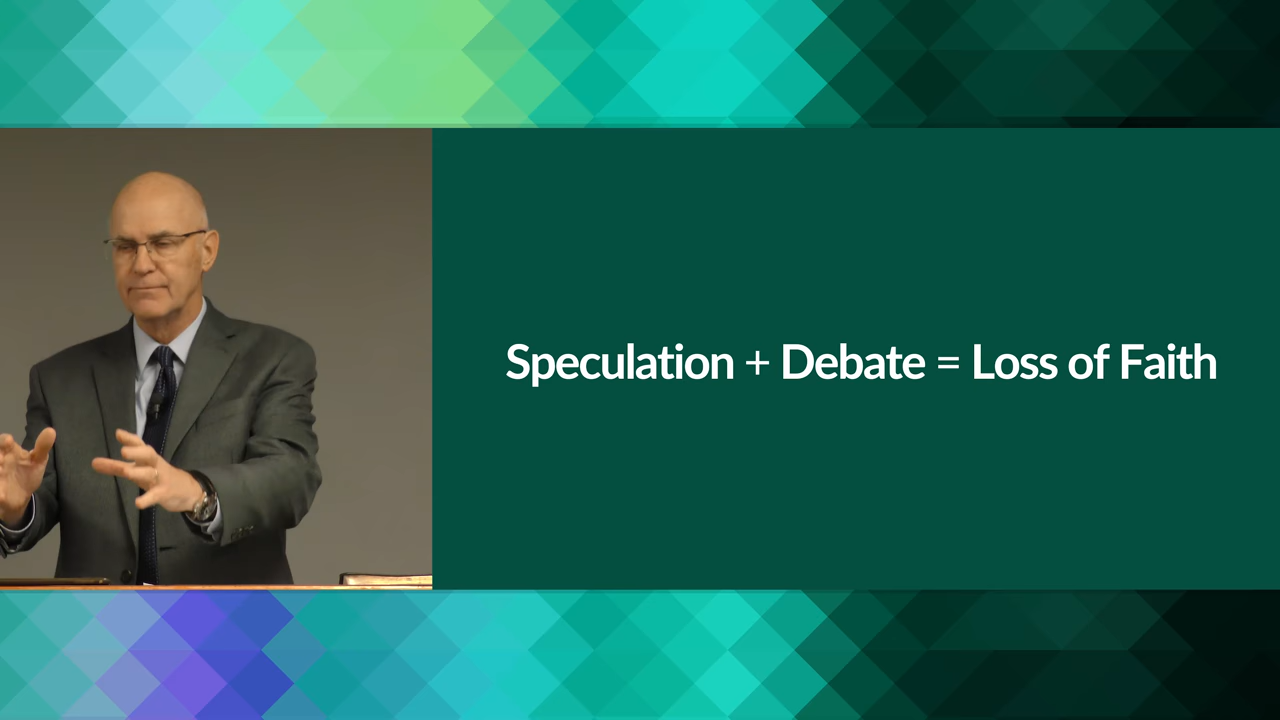 Speculation + Debate = Loss of Faith